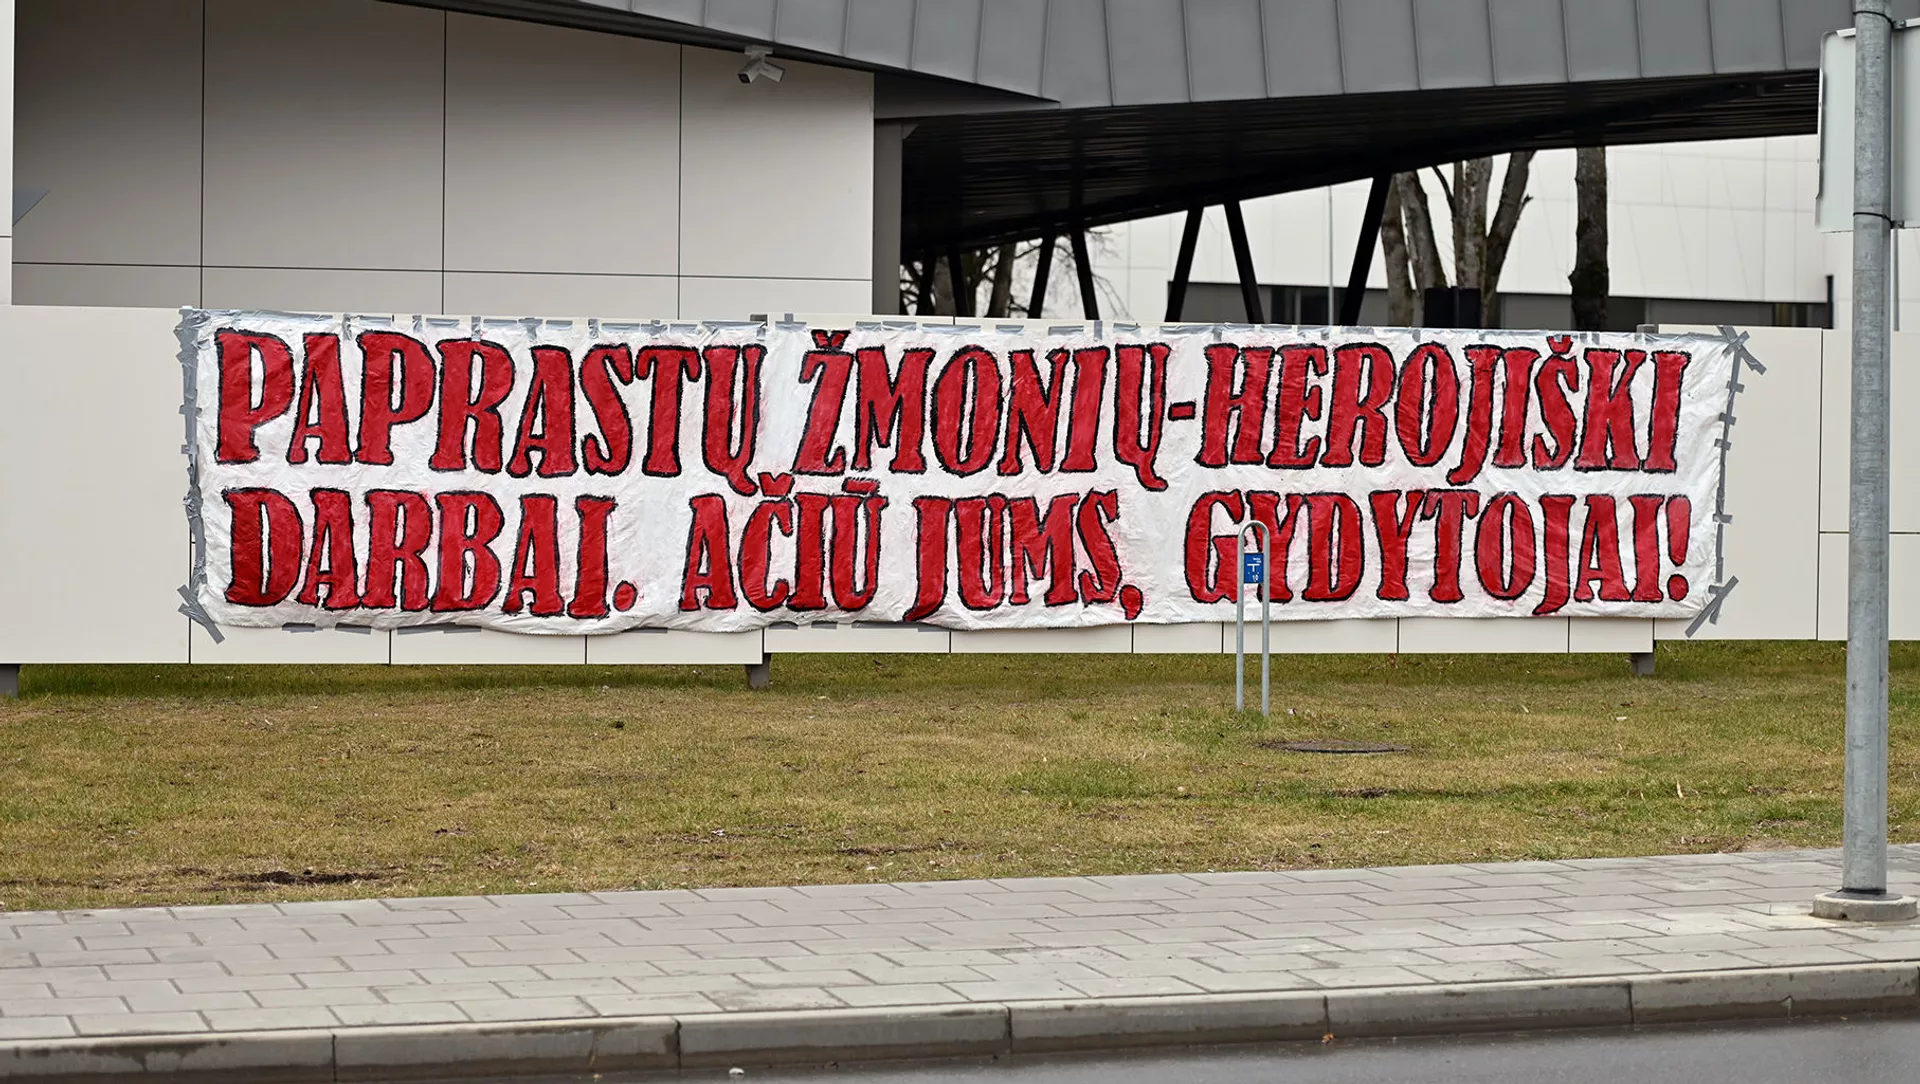 PAPRASTŲ ŽMONIŲ-HEROJIŠKI
DARBAI. AČIŪ JUMS, GYDYTOJAI!